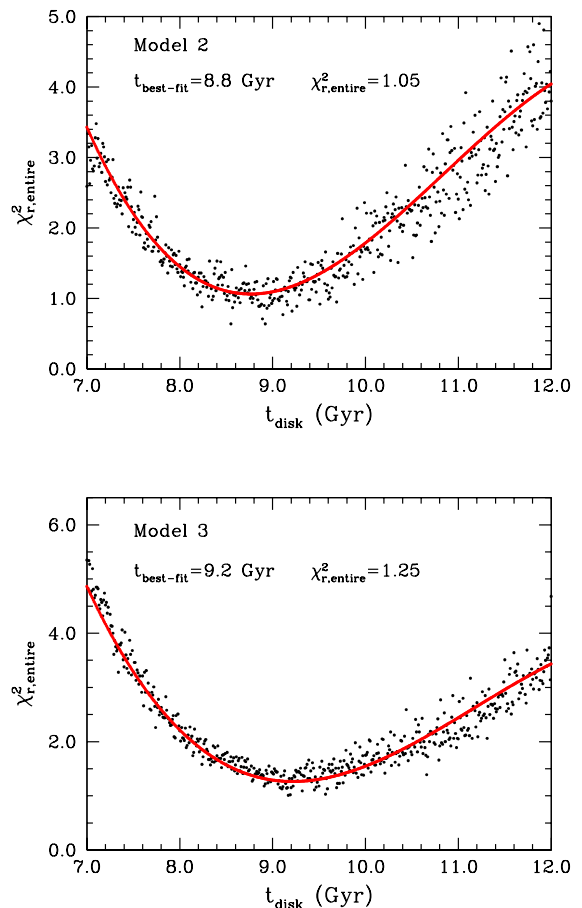 5.0
Model 2
t_best-fit=8.8 Gyr χ²_r,entire=1.05
4.0
3.0
χ²_r,entire
2.0
1.0
0.0
7.0 8.0 9.0 10.0 11.0 12.0
t_disk (Gyr)
6.0
Model 3
t_best-fit=9.2 Gyr χ²_r,entire=1.25
4.0
χ²_r,entire
2.0
0.0
7.0 8.0 9.0 10.0 11.0 12.0
t_disk (Gyr)